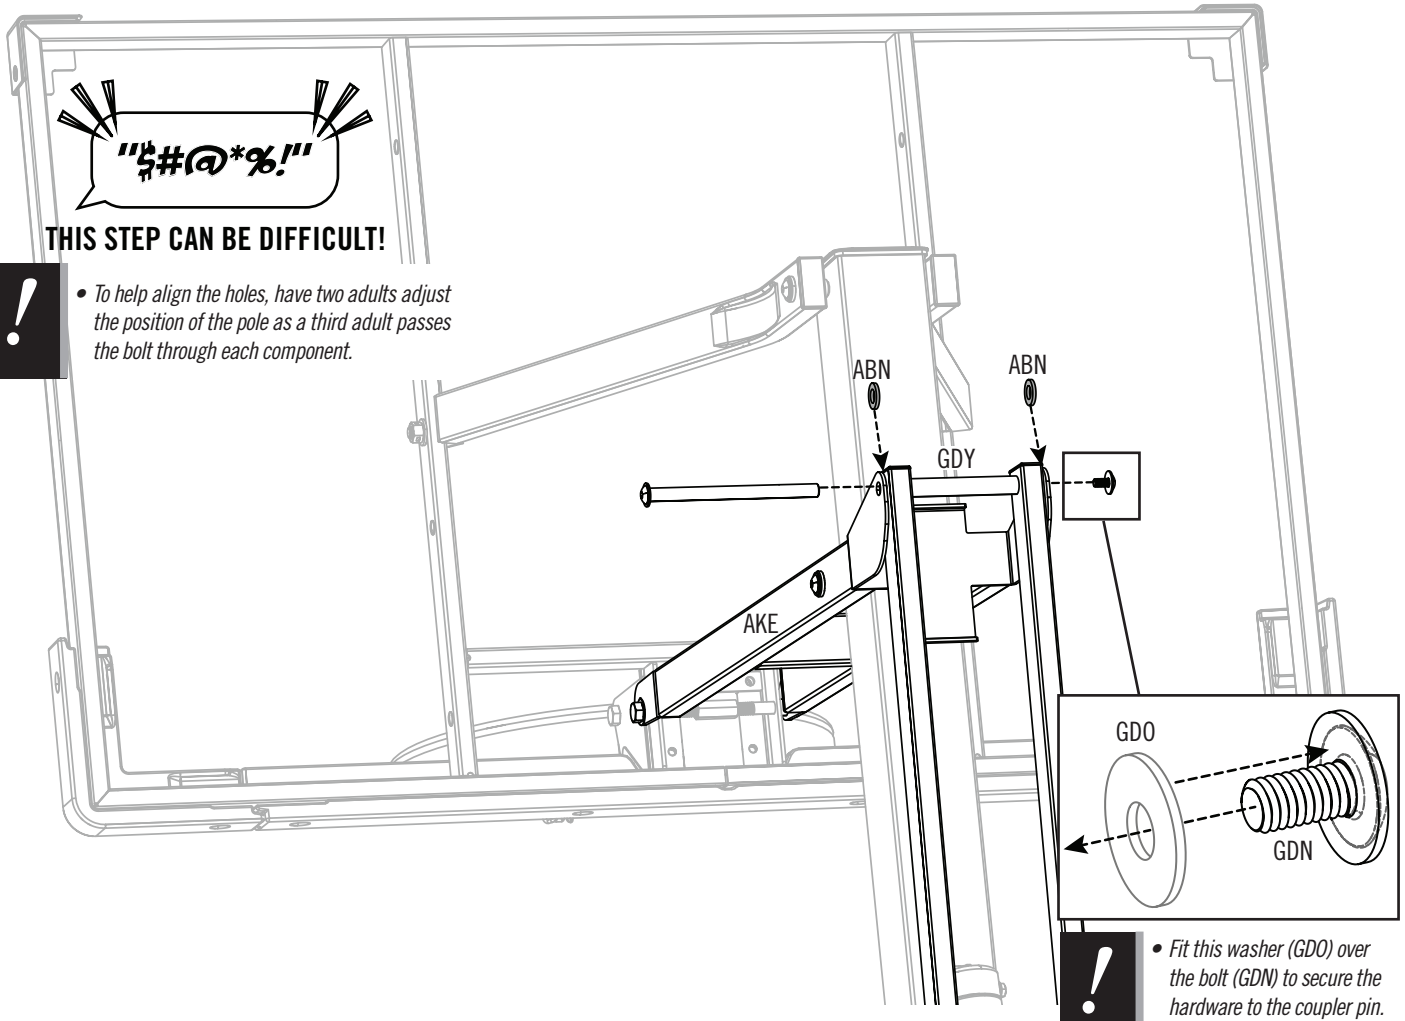 "$#@*%!"
THIS STEP CAN BE DIFFICULT!
!
• To help align the holes, have two adults adjust
the position of the pole as a third adult passes
the bolt through each component.
ABN
ABN
GDY
AKE
GDO
GDN
!
• Fit this washer (GDO) over
the bolt (GDN) to secure the
hardware to the coupler pin.